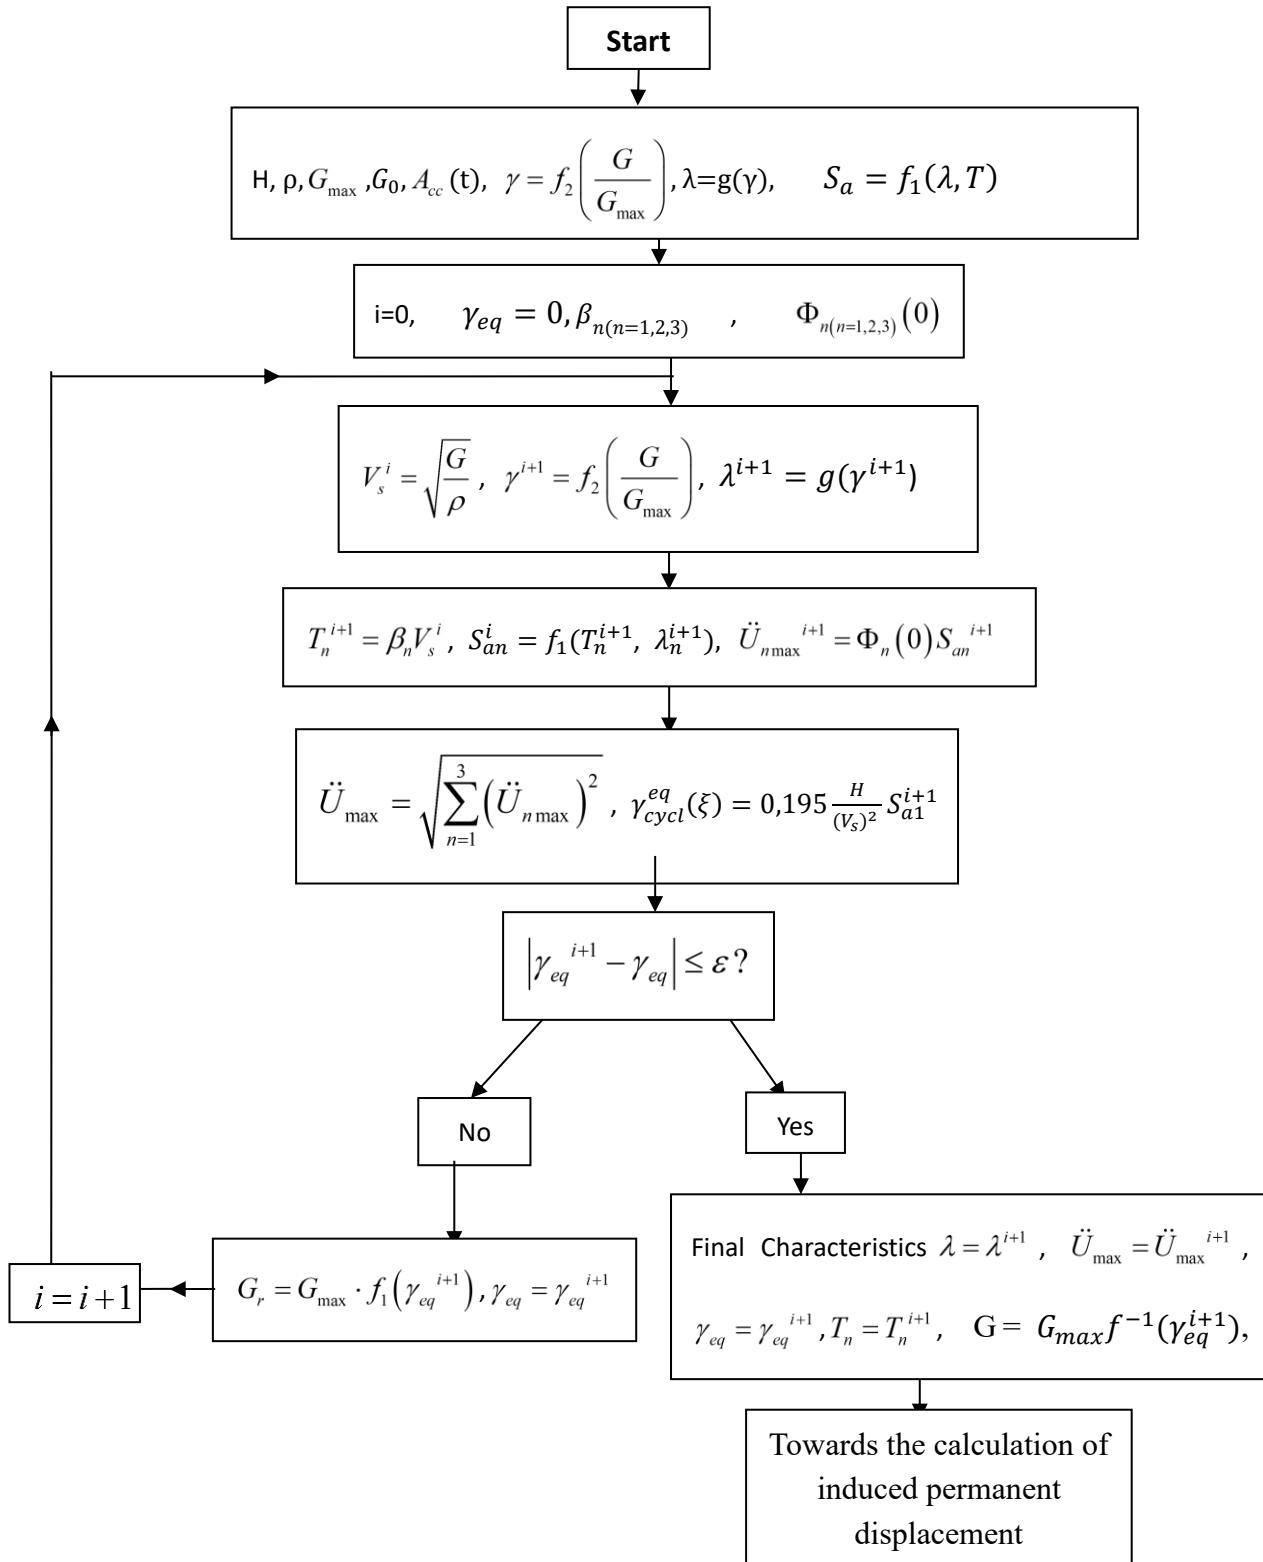 Start
H, ρ, G_max ,G_0, A_cc (t), γ = f_2(G/G_max), λ=g(γ), S_a = f_1(λ, T)
i=0, γ_eq = 0, β_n(n=1,2,3) , Φ_n(n=1,2,3)(0)
V_s^i = √(G/ρ) , γ^{i+1} = f_2(G/G_max), λ^{i+1} = g(γ^{i+1})
T_n^{i+1} = β_n V_s^i , S_an^i = f_1(T_n^{i+1}, λ_n^{i+1}), Ü_{n max}^{i+1} = Φ_n(0) S_an^{i+1}
Ü_max = √(∑_{n=1}^{3} (Ü_{n max})^2) , γ_cycl^eq(ξ) = 0,195 H/(V_s)^2 S_a1^{i+1}
|γ_eq^{i+1} − γ_eq| ≤ ε ?
No
Yes
i = i+1
G_r = G_max · f_1(γ_eq^{i+1}), γ_eq = γ_eq^{i+1}
Final Characteristics λ = λ^{i+1} , Ü_max = Ü_max^{i+1} ,
γ_eq = γ_eq^{i+1} , T_n = T_n^{i+1}, G = G_max f^{-1}(γ_eq^{i+1}),
Towards the calculation of
induced permanent
displacement